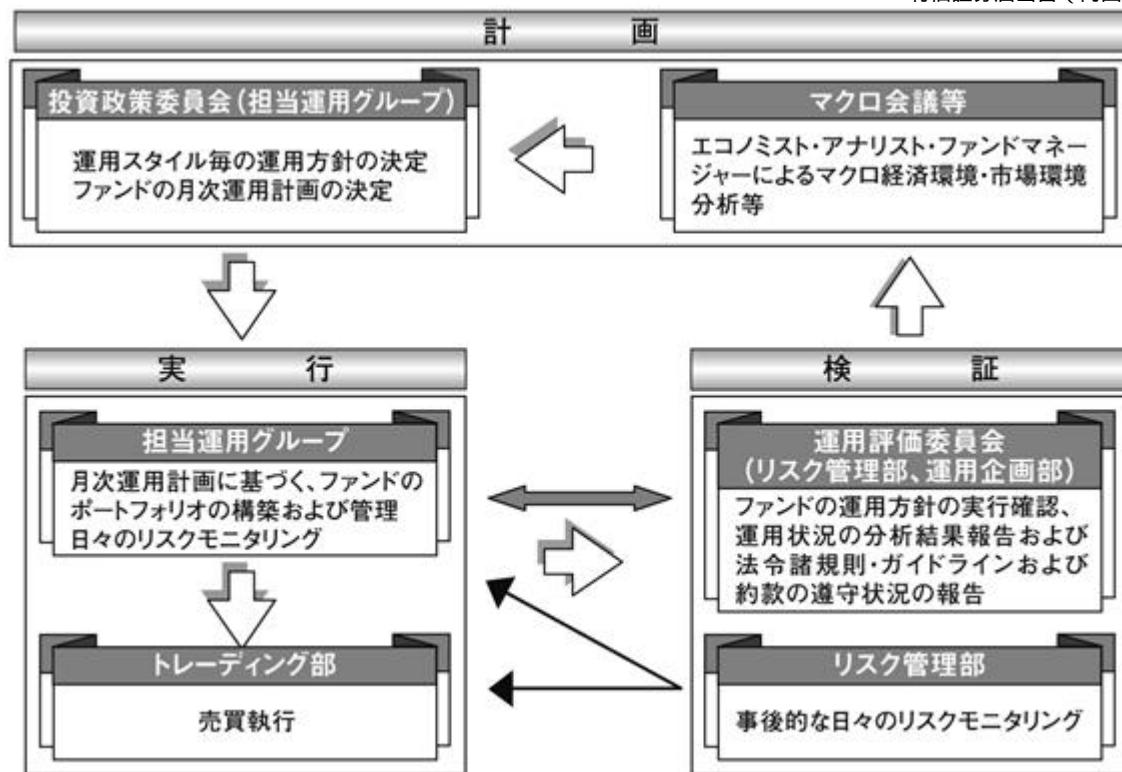 計 画
投資政策委員会(担当運用グループ)
運用スタイル毎の運用方針の決定
ファンドの月次運用計画の決定
マクロ会議等
エコノミスト・アナリスト・ファンドマネー
ジャーによるマクロ経済環境・市場環境
分析等
実 行
担当運用グループ
月次運用計画に基づく、ファンドの
ポートフォリオの構築および管理
日々のリスクモニタリング
トレーディング部
売買執行
検 証
運用評価委員会
(リスク管理部、運用企画部)
ファンドの運用方針の実行確認、
運用状況の分析結果報告および
法令諸規則・ガイドラインおよび
約款の遵守状況の報告
リスク管理部
事後的な日々のリスクモニタリング